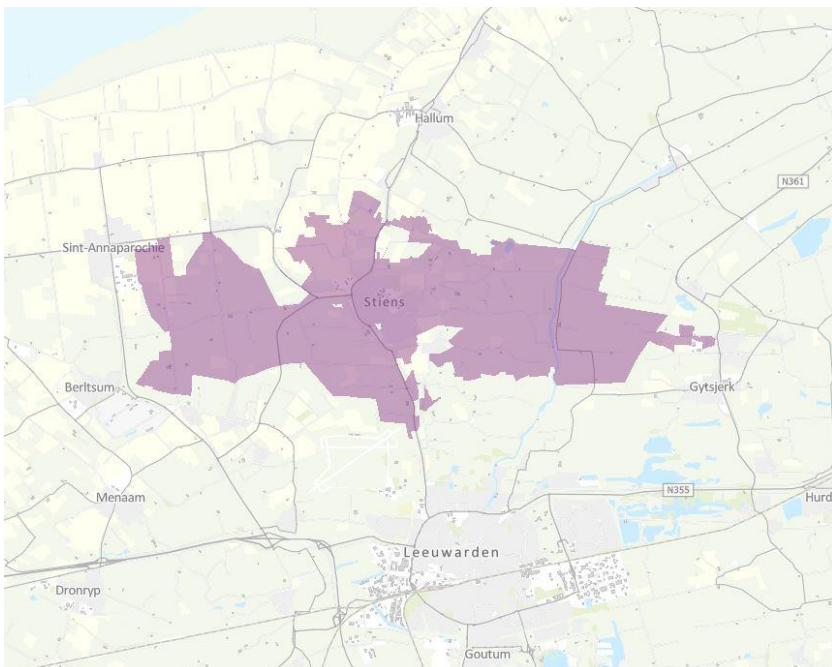 Hallum
N361
Sint-Annaparochie
Stiens
Berltsum
Gytsjerk
Menaam
N355
Hurd
Leeuwarden
Dronryp
Goutum